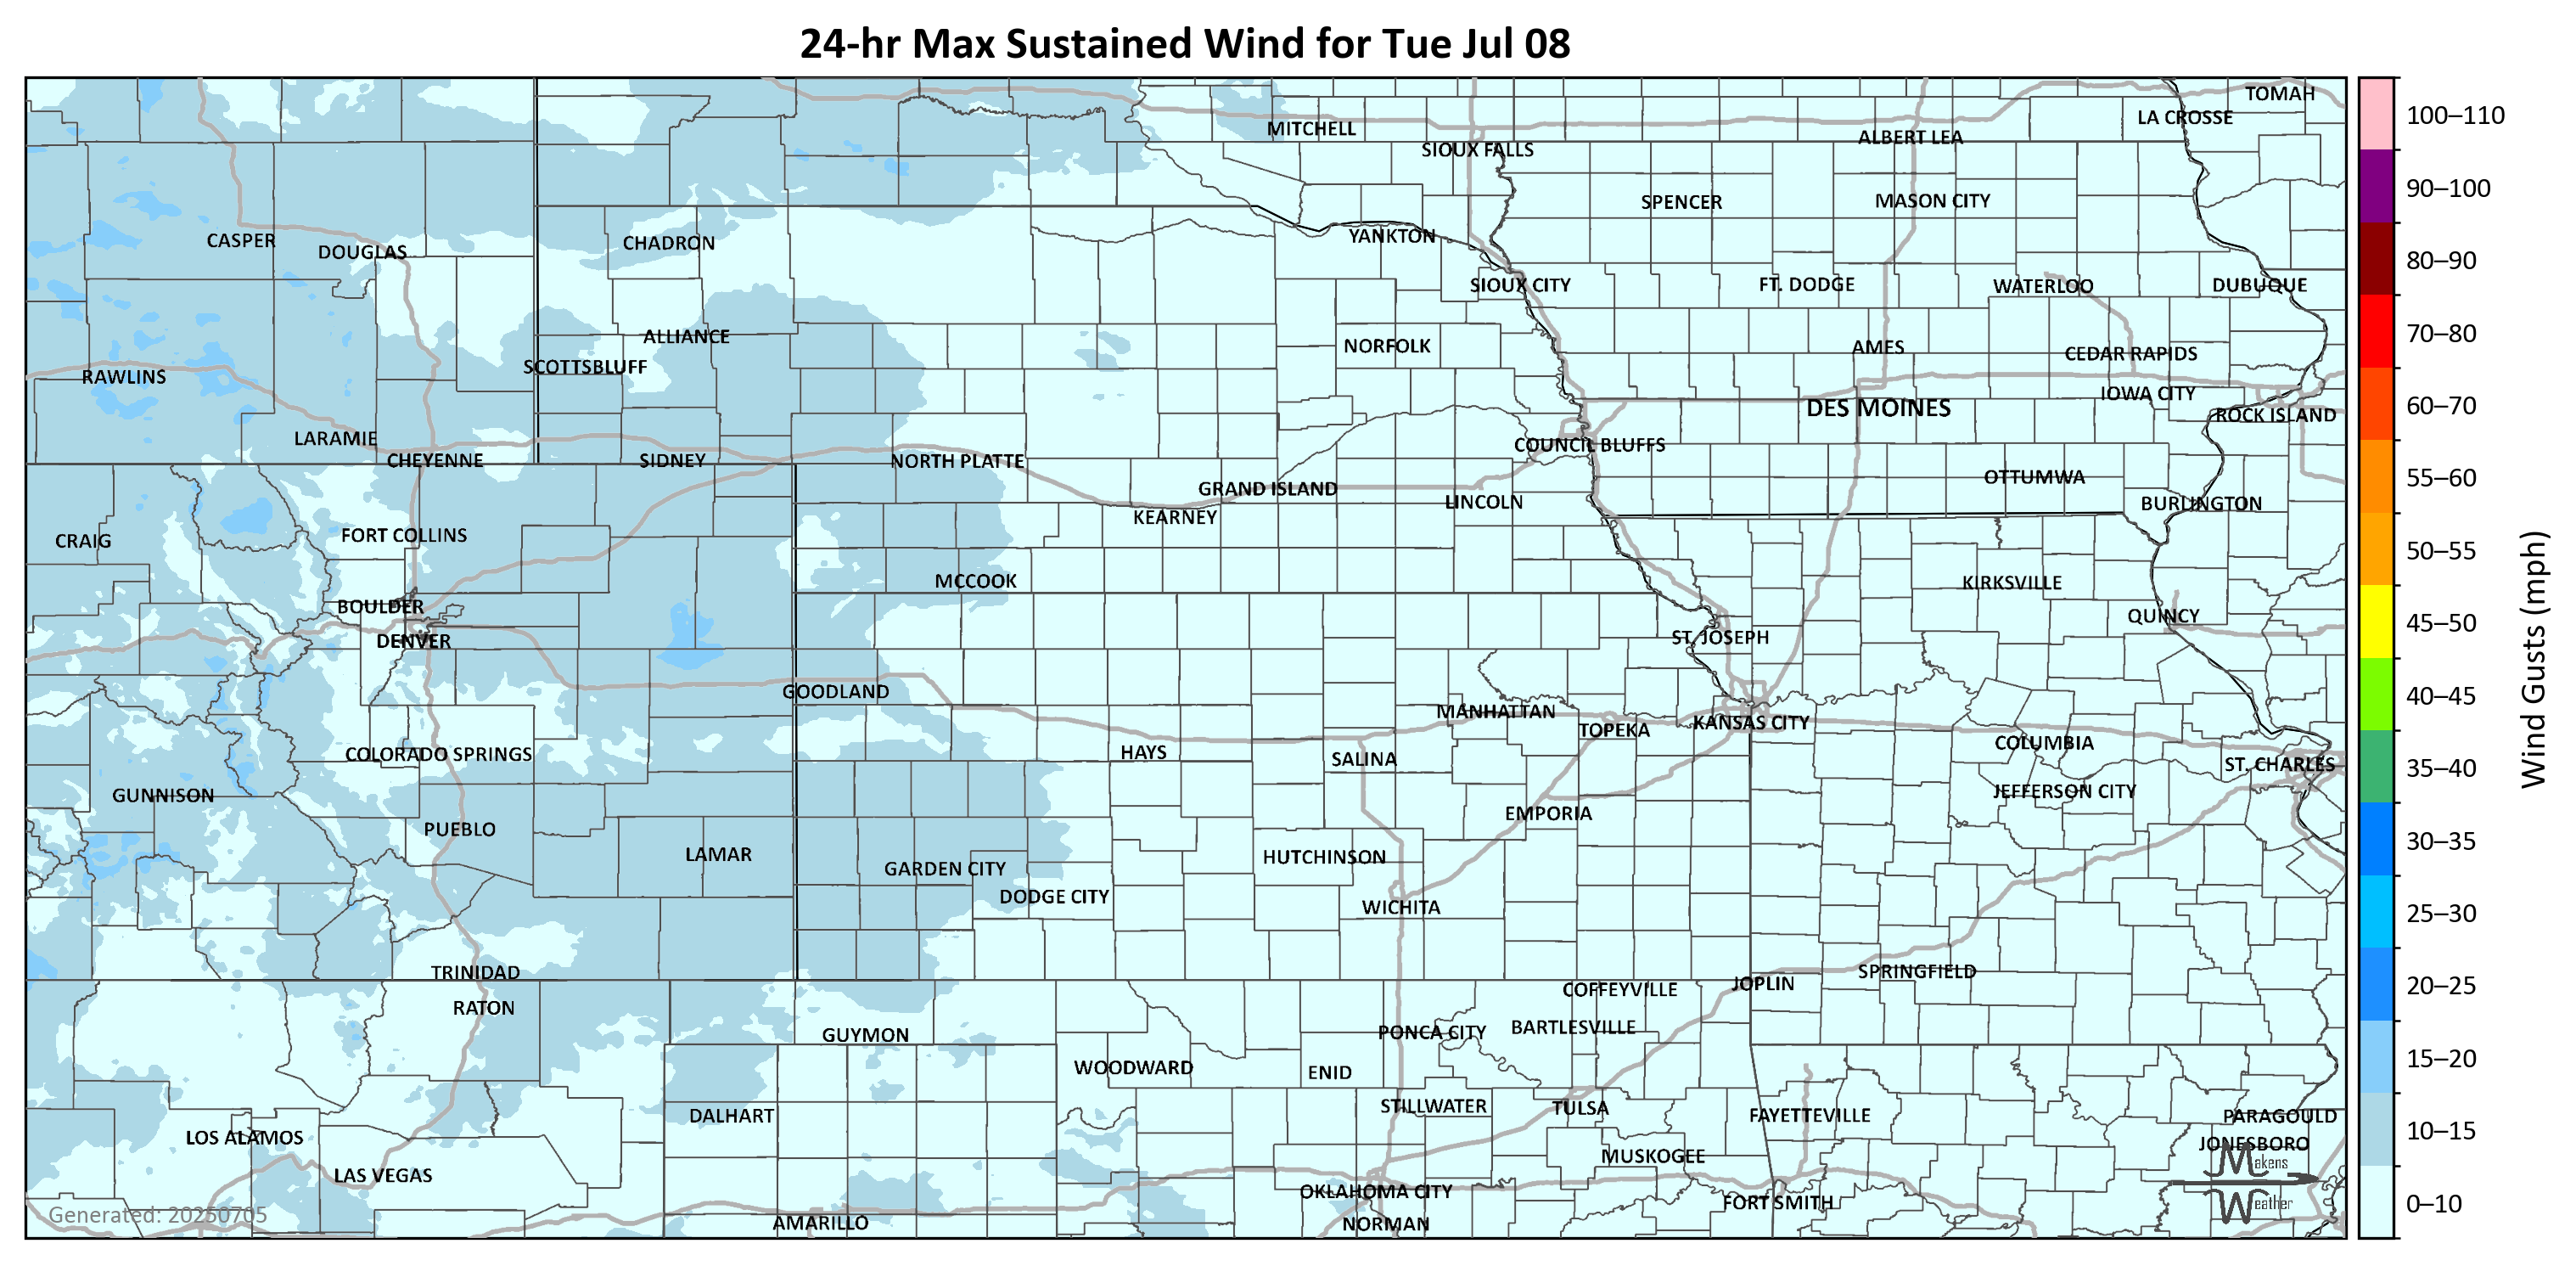 24-hr Max Sustained Wind for Tue Jul 08
TOMAH
LA CROSSE
MITCHELL
ALBERT LEA
SIOUX FALLS
SPENCER
MASON CITY
CASPER
DOUGLAS
CHADRON
YANKTON
SIOUX CITY
FT. DODGE
WATERLOO
DUBUQUE
ALLIANCE
SCOTTSBLUFF
NORFOLK
AMES
CEDAR RAPIDS
RAWLINS
IOWA CITY
DES MOINES
ROCK ISLAND
LARAMIE
CHEYENNE
SIDNEY
NORTH PLATTE
COUNCIL BLUFFS
GRAND ISLAND
LINCOLN
OTTUMWA
BURLINGTON
KEARNEY
CRAIG
FORT COLLINS
MCCOOK
KIRKSVILLE
BOULDER
QUINCY
DENVER
ST. JOSEPH
GOODLAND
MANHATTAN
TOPEKA
KANSAS CITY
COLORADO SPRINGS
HAYS
SALINA
COLUMBIA
ST. CHARLES
GUNNISON
JEFFERSON CITY
PUEBLO
EMPORIA
LAMAR
GARDEN CITY
HUTCHINSON
DODGE CITY
WICHITA
TRINIDAD
SPRINGFIELD
JOPLIN
RATON
COFFEYVILLE
GUYMON
PONCA CITY
BARTLESVILLE
WOODWARD
ENID
DALHART
STILLWATER
TULSA
FAYETTEVILLE
PARAGOULD
LOS ALAMOS
JONESBORO
LAS VEGAS
MUSKOGEE
OKLAHOMA CITY
FORT SMITH
AMARILLO
NORMAN
Generated: 20250705
Makens
Weather
100–110
90–100
80–90
70–80
60–70
55–60
50–55
45–50
40–45
35–40
30–35
25–30
20–25
15–20
10–15
0–10
Wind Gusts (mph)